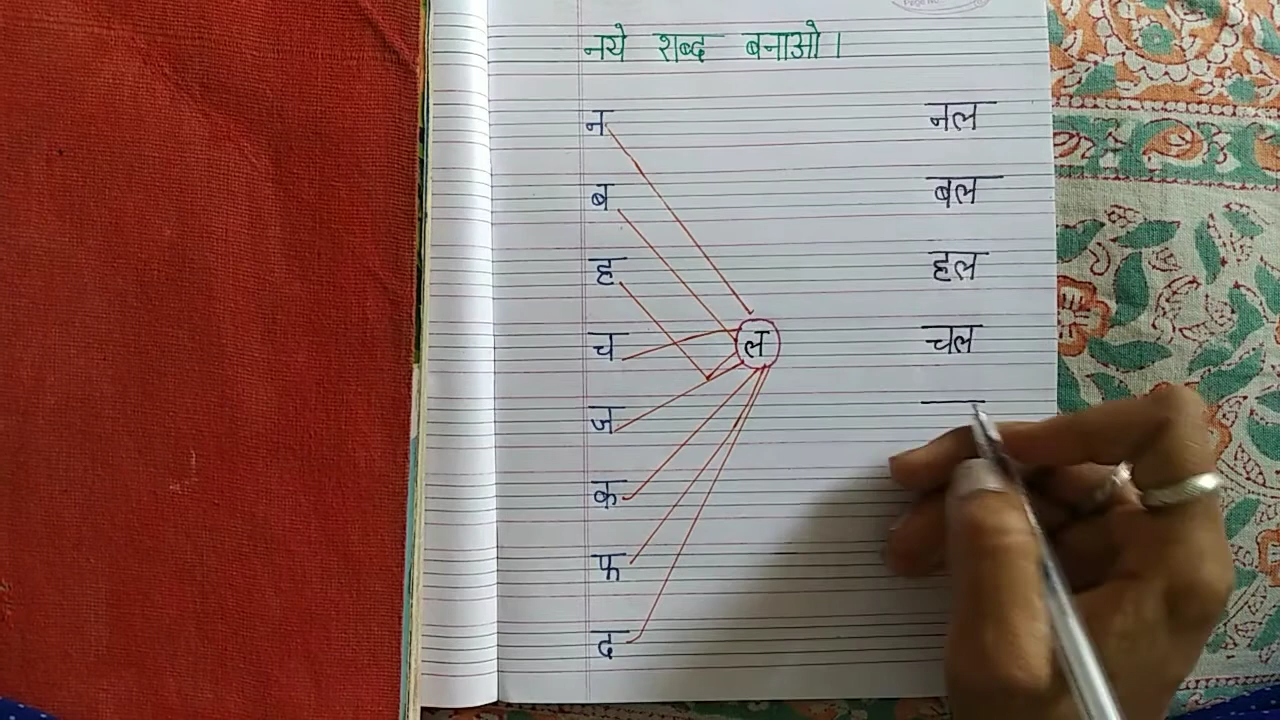 नये शब्द बनाओ।
न नल
ब बल
ह हल
च ल चल
ज
क
फ
द